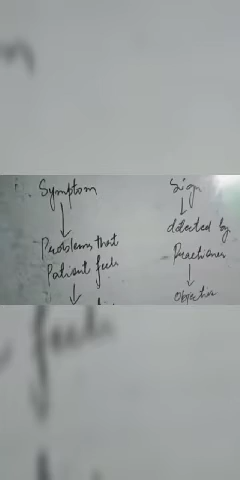 Symptom
Problems that
Patient feels
Sign
detected by
Practioner
Objective